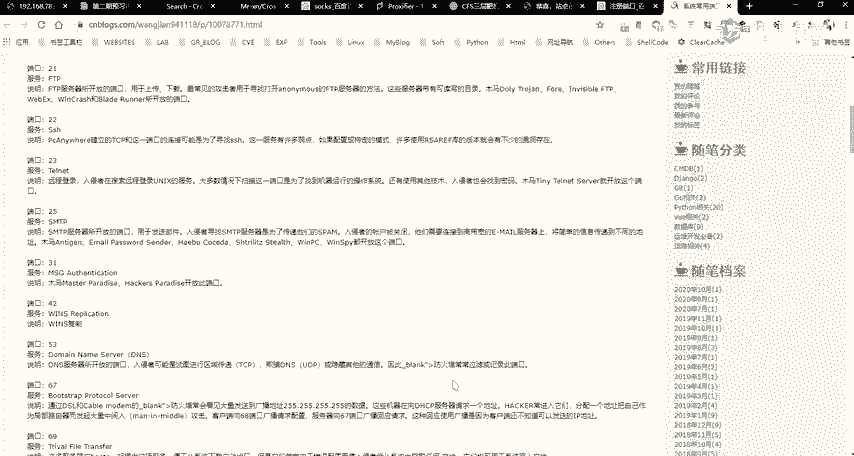 192.168.78.
第二期预习
Search - Cro
Mr-xn/Cross
socks_百度
Proxifier - T
CFS三层靶
恭喜，站点
注册端口_百
系统常用端口
cnblogs.com/wangjian941118/p/10078771.html
应用 书签工具栏 WEBSITES LAB GR_BLOG CVE EXP Tools Linux MyBlog Soft Python Html 网址导航 Others ShellCode ClearCache 其他书签
端口：21
服务：FTP
说明：FTP服务器所开放的端口，用于上传、下载。最常见的攻击者用于寻找打开anonymous的FTP服务器的方法。这些服务器带有可读写的目录。木马Doly Trojan、Fore、Invisible FTP、
WebEx、WinCrash和Blade Runner所开放的端口。
端口：22
服务：Ssh
说明：PcAnywhere建立的TCP和这一端口的连接可能是为了寻找ssh。这一服务有许多弱点，如果配置成特定的模式，许多使用RSAREF库的版本就会有不少的漏洞存在。
端口：23
服务：Telnet
说明：远程登录，入侵者在搜索远程登录UNIX的服务。大多数情况下扫描这一端口是为了找到机器运行的操作系统。还有使用其他技术，入侵者也会找到密码。木马Tiny Telnet Server就开放这个端
口。
端口：25
服务：SMTP
说明：SMTP服务器所开放的端口，用于发送邮件。入侵者寻找SMTP服务器是为了传递他们的SPAM。入侵者的帐户被关闭，他们需要连接到高带宽的E-MAIL服务器上，将简单的信息传递到不同的地
址。木马Antigen、Email Password Sender、Haebu Coceda、Shtrilitz Stealth、WinPC、WinSpy都开放这个端口。
端口：31
服务：MSG Authentication
说明：木马Master Paradise、Hackers Paradise开放此端口。
端口：42
服务：WINS Replication
说明：WINS复制
端口：53
服务：Domain Name Server（DNS）
说明：DNS服务器所开放的端口，入侵者可能是试图进行区域传递（TCP），欺骗DNS（UDP）或隐藏其他的通信。因此_blank">防火墙常常过滤或记录此端口。
端口：67
服务：Bootstrap Protocol Server
说明：通过DSL和Cable modem的_blank">防火墙常会看见大量发送到广播地址255.255.255.255的数据。这些机器在向DHCP服务器请求一个地址。HACKER常进入它们，分配一个地址把自己作
为局部路由器而发起大量中间人（man-in-middle）攻击。客户端向68端口广播请求配置，服务器向67端口广播回应请求。这种回应使用广播是因为客户端还不知道可以发送的IP地址。
端口：69
服务：Trival File Transfer
常用链接
我的随笔
我的评论
我的参与
最新评论
我的标签
随笔分类
CMDB(1)
Django(2)
Git(1)
Go相关(2)
Python相关(20)
vue相关(2)
数据库(9)
运维开发必备(2)
运维相关(4)
随笔档案
2020年10月(1)
2020年8月(1)
2020年7月(1)
2019年11月(1)
2019年10月(1)
2019年9月(1)
2019年8月(3)
2019年7月(1)
2019年6月(1)
2019年5月(1)
2019年4月(1)
2019年3月(1)
2019年2月(4)
2019年1月(9)
2018年12月(9)
2018年11月(5)
2018年10月(4)